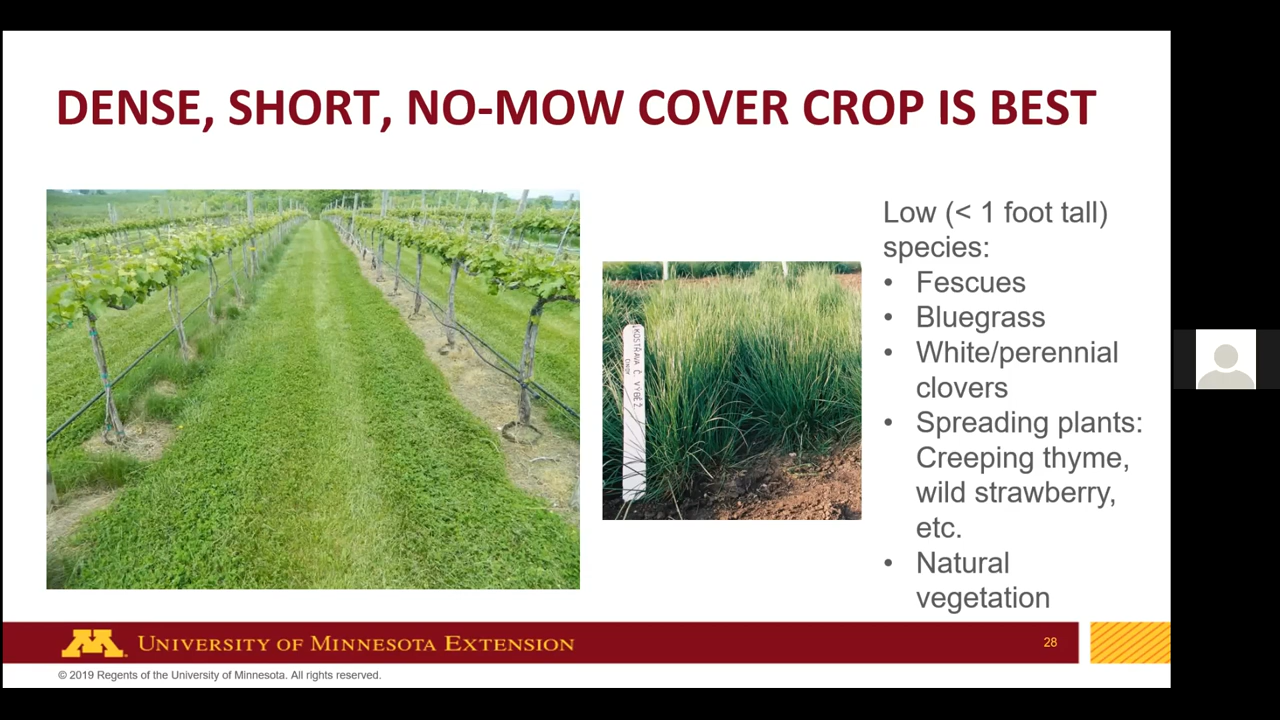 DENSE, SHORT, NO-MOW COVER CROP IS BEST
Low (< 1 foot tall)
species:
• Fescues
• Bluegrass
• White/perennial
clovers
• Spreading plants:
Creeping thyme,
wild strawberry,
etc.
• Natural
vegetation
KOSTŘAVA Č. VÝBĚŽ
UNIVERSITY OF MINNESOTA EXTENSION
28
© 2019 Regents of the University of Minnesota. All rights reserved.